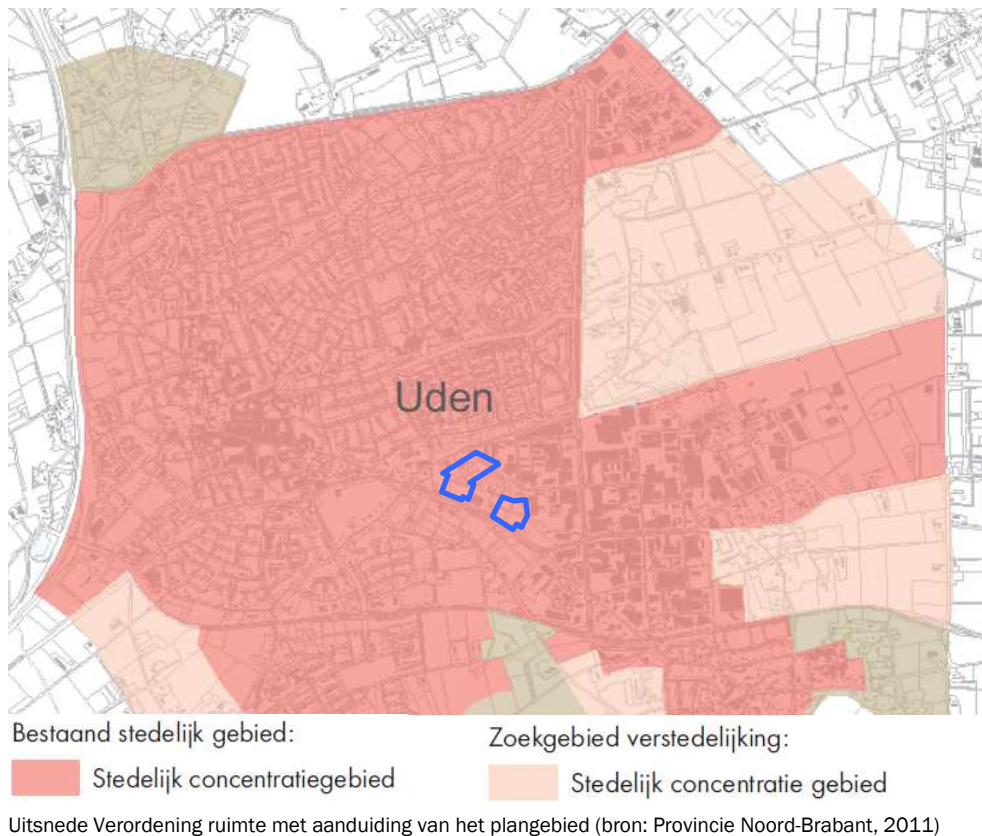 Uden
Bestaand stedelijk gebied:
Stedelijk concentratiegebied
Zoekgebied verstedelijking:
Stedelijk concentratie gebied
Uitsnede Verordening ruimte met aanduiding van het plangebied (bron: Provincie Noord-Brabant, 2011)